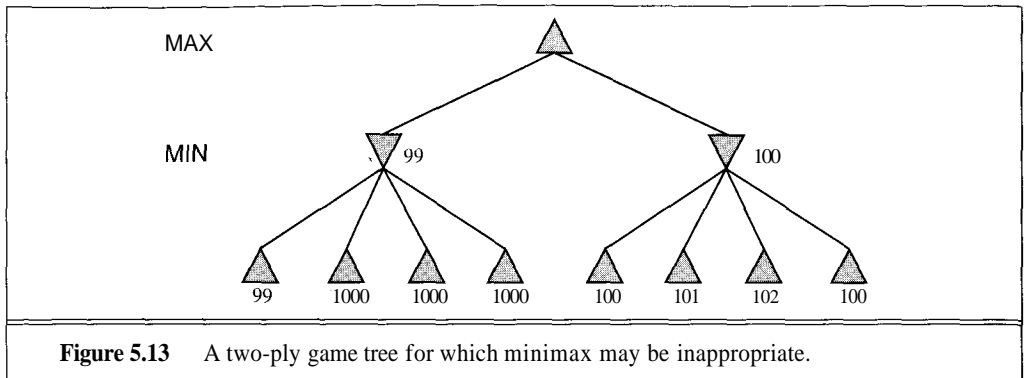 MAX
MIN
99
100
99 1000 1000 1000 100 101 102 100
Figure 5.13 A two-ply game tree for which minimax may be inappropriate.